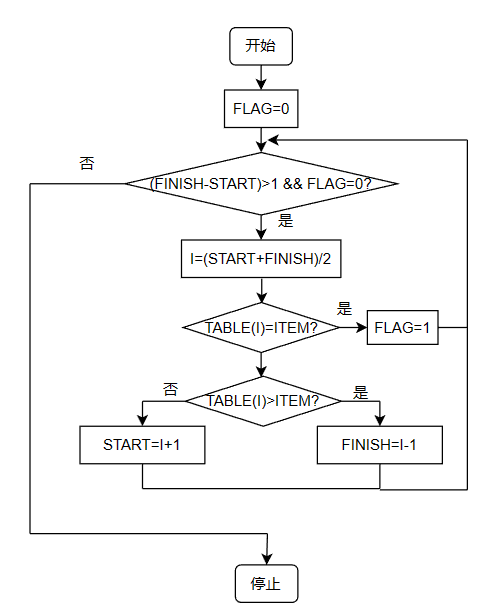 开始
FLAG=0
否
(FINISH-START)>1 && FLAG=0?
是
I=(START+FINISH)/2
TABLE(I)=ITEM?
是
FLAG=1
否
TABLE(I)>ITEM?
是
START=I+1
FINISH=I-1
停止